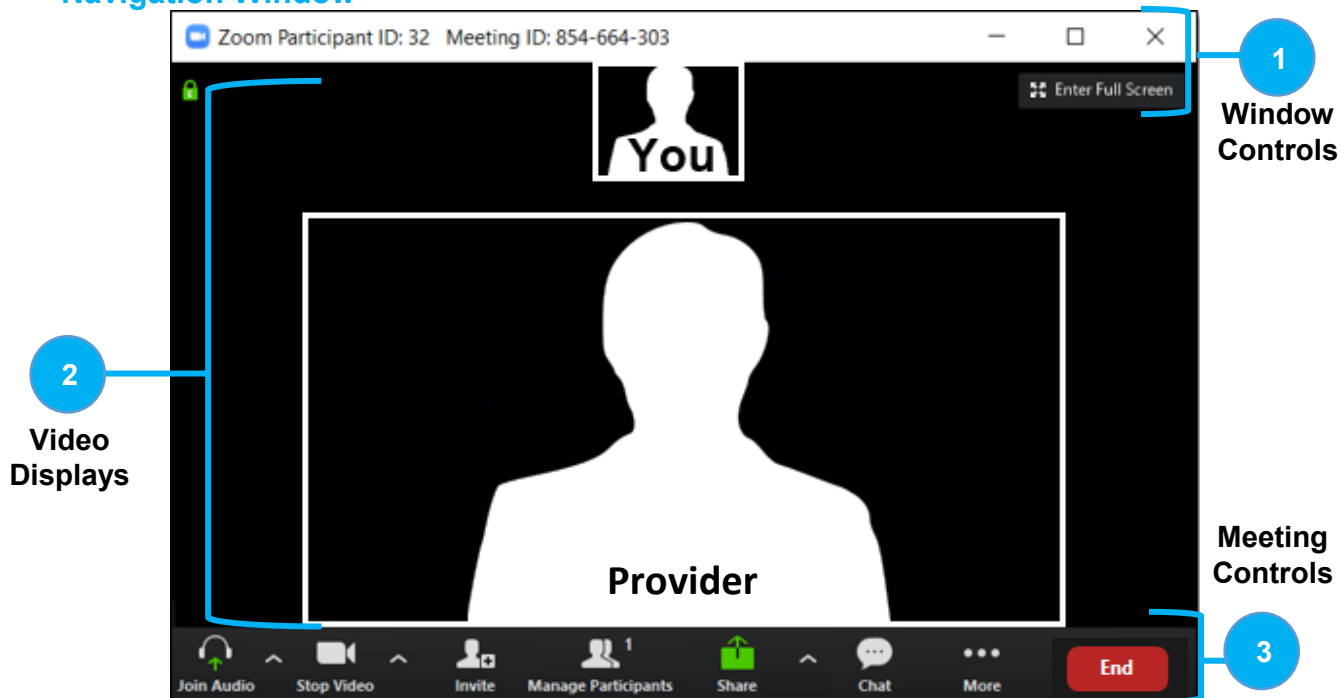 Navigation Window
Zoom Participant ID: 32 Meeting ID: 854-664-303
1
Enter Full Screen
Window
Controls
You
2
Video
Displays
Provider
Meeting
Controls
Join Audio
Stop Video
Invite
Manage Participants
1
Share
Chat
More
End
3